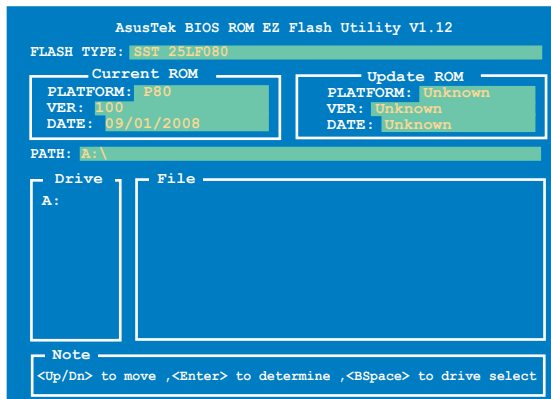 AsusTek BIOS ROM EZ Flash Utility V1.12
FLASH TYPE: SST 25LF080
Current ROM
PLATFORM: P80
VER: 100
DATE: 09/01/2008
Update ROM
PLATFORM: Unknown
VER: Unknown
DATE: Unknown
PATH: A:\
Drive
A:
File
Note
<Up/Dn> to move ,<Enter> to determine ,<BSpace> to drive select